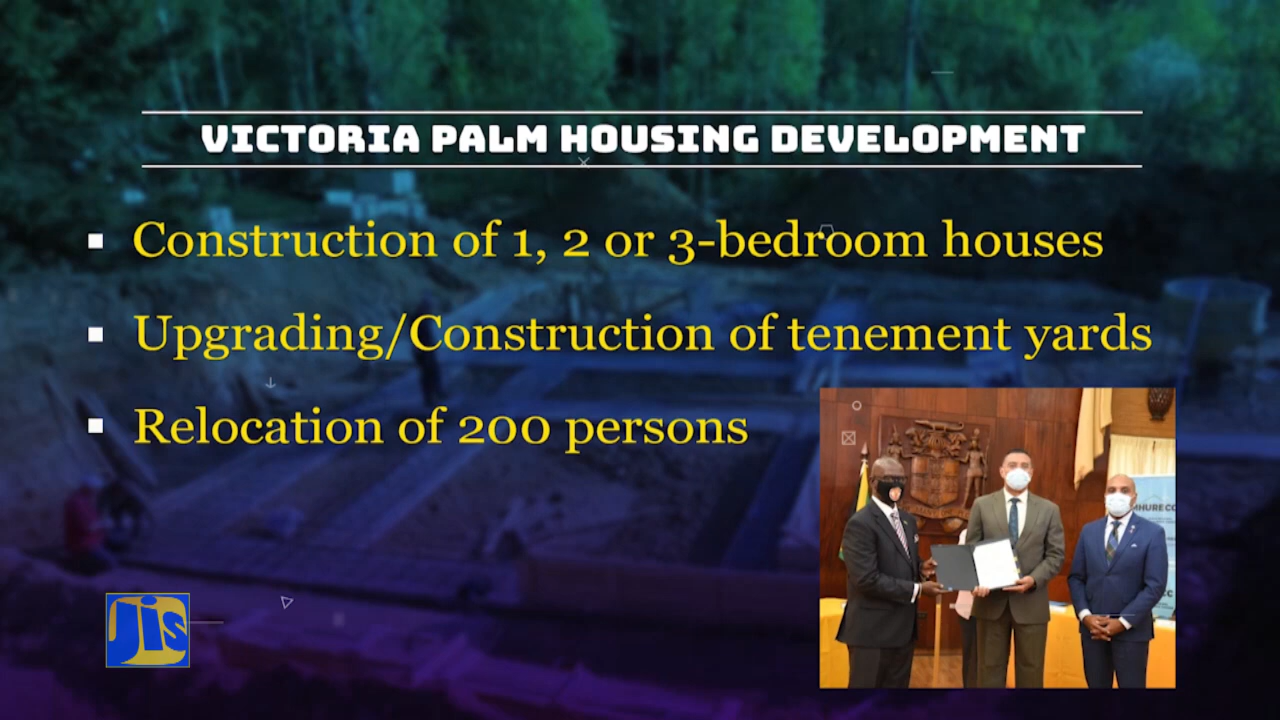 VICTORIA PALM HOUSING DEVELOPMENT
Construction of 1, 2 or 3-bedroom houses
Upgrading/Construction of tenement yards
Relocation of 200 persons
JIS